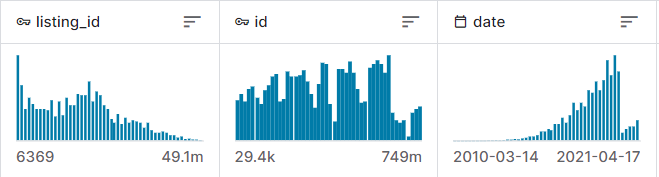 listing_id id date
6369 49.1m 29.4k 749m 2010-03-14 2021-04-17